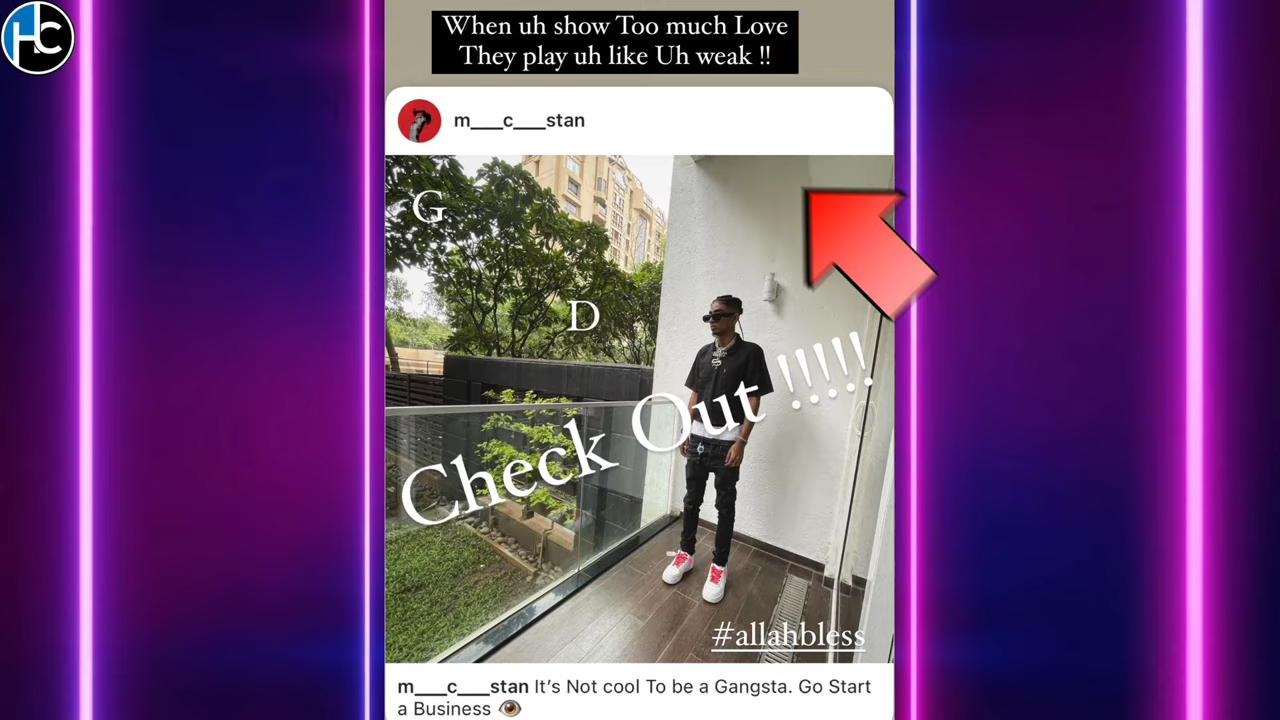 HC
When uh show Too much Love
They play uh like Uh weak !!
m___c___stan
G
D
Check Out !!!!!
#allahbless
m___c___stan It’s Not cool To be a Gangsta. Go Start
a Business 👁️